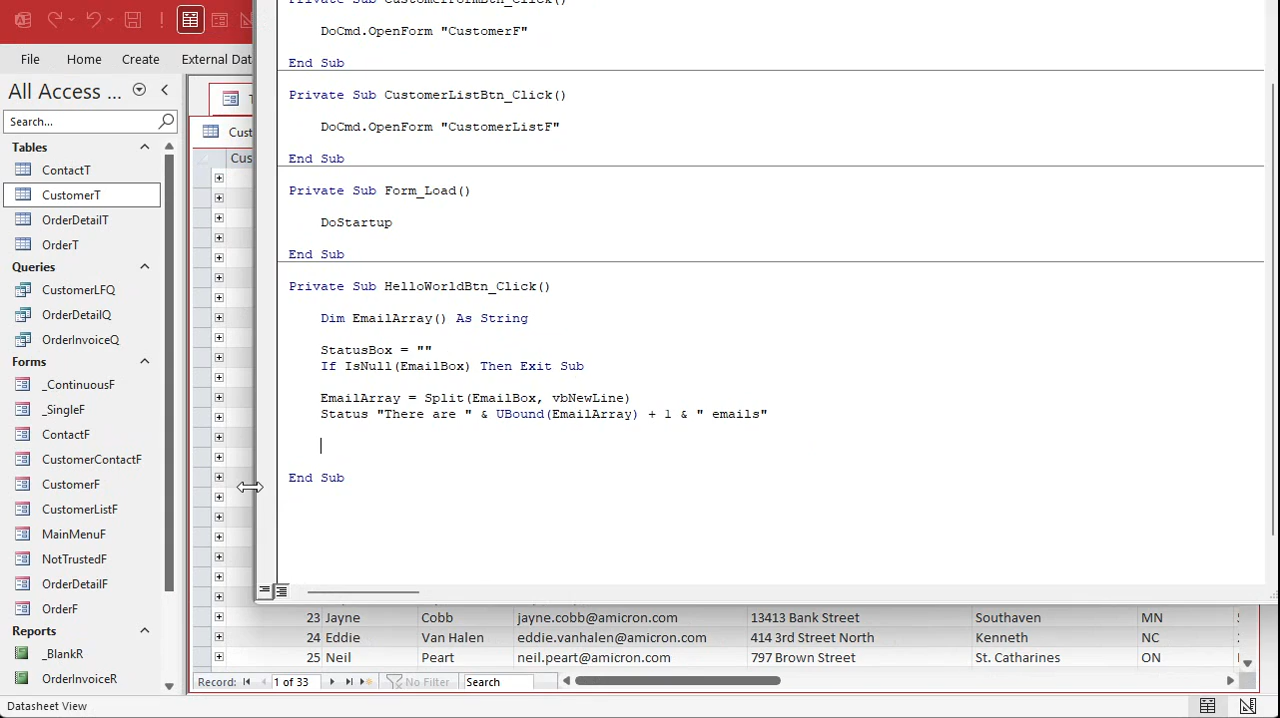 Private Sub CustomerFormBtn_Click()
DoCmd.OpenForm "CustomerF"
End Sub
File Home Create External Dat
All Access ...
Search...
Tables
ContactT
CustomerT
OrderDetailT
OrderT
Queries
CustomerLFQ
OrderDetailQ
OrderInvoiceQ
Forms
_ContinuousF
_SingleF
ContactF
CustomerContactF
CustomerF
CustomerListF
MainMenuF
NotTrustedF
OrderDetailF
OrderF
Reports
_BlankR
OrderInvoiceR
Cust
Cus
Private Sub CustomerListBtn_Click()
DoCmd.OpenForm "CustomerListF"
End Sub
Private Sub Form_Load()
DoStartup
End Sub
Private Sub HelloWorldBtn_Click()
Dim EmailArray() As String
StatusBox = ""
If IsNull(EmailBox) Then Exit Sub
EmailArray = Split(EmailBox, vbNewLine)
Status "There are " & UBound(EmailArray) + 1 & " emails"
End Sub
23 Jayne Cobb jayne.cobb@amicron.com 13413 Bank Street Southaven MN
24 Eddie Van Halen eddie.vanhalen@amicron.com 414 3rd Street North Kenneth NC
25 Neil Peart neil.peart@amicron.com 797 Brown Street St. Catharines ON
Record: 1 of 33 No Filter Search
Datasheet View